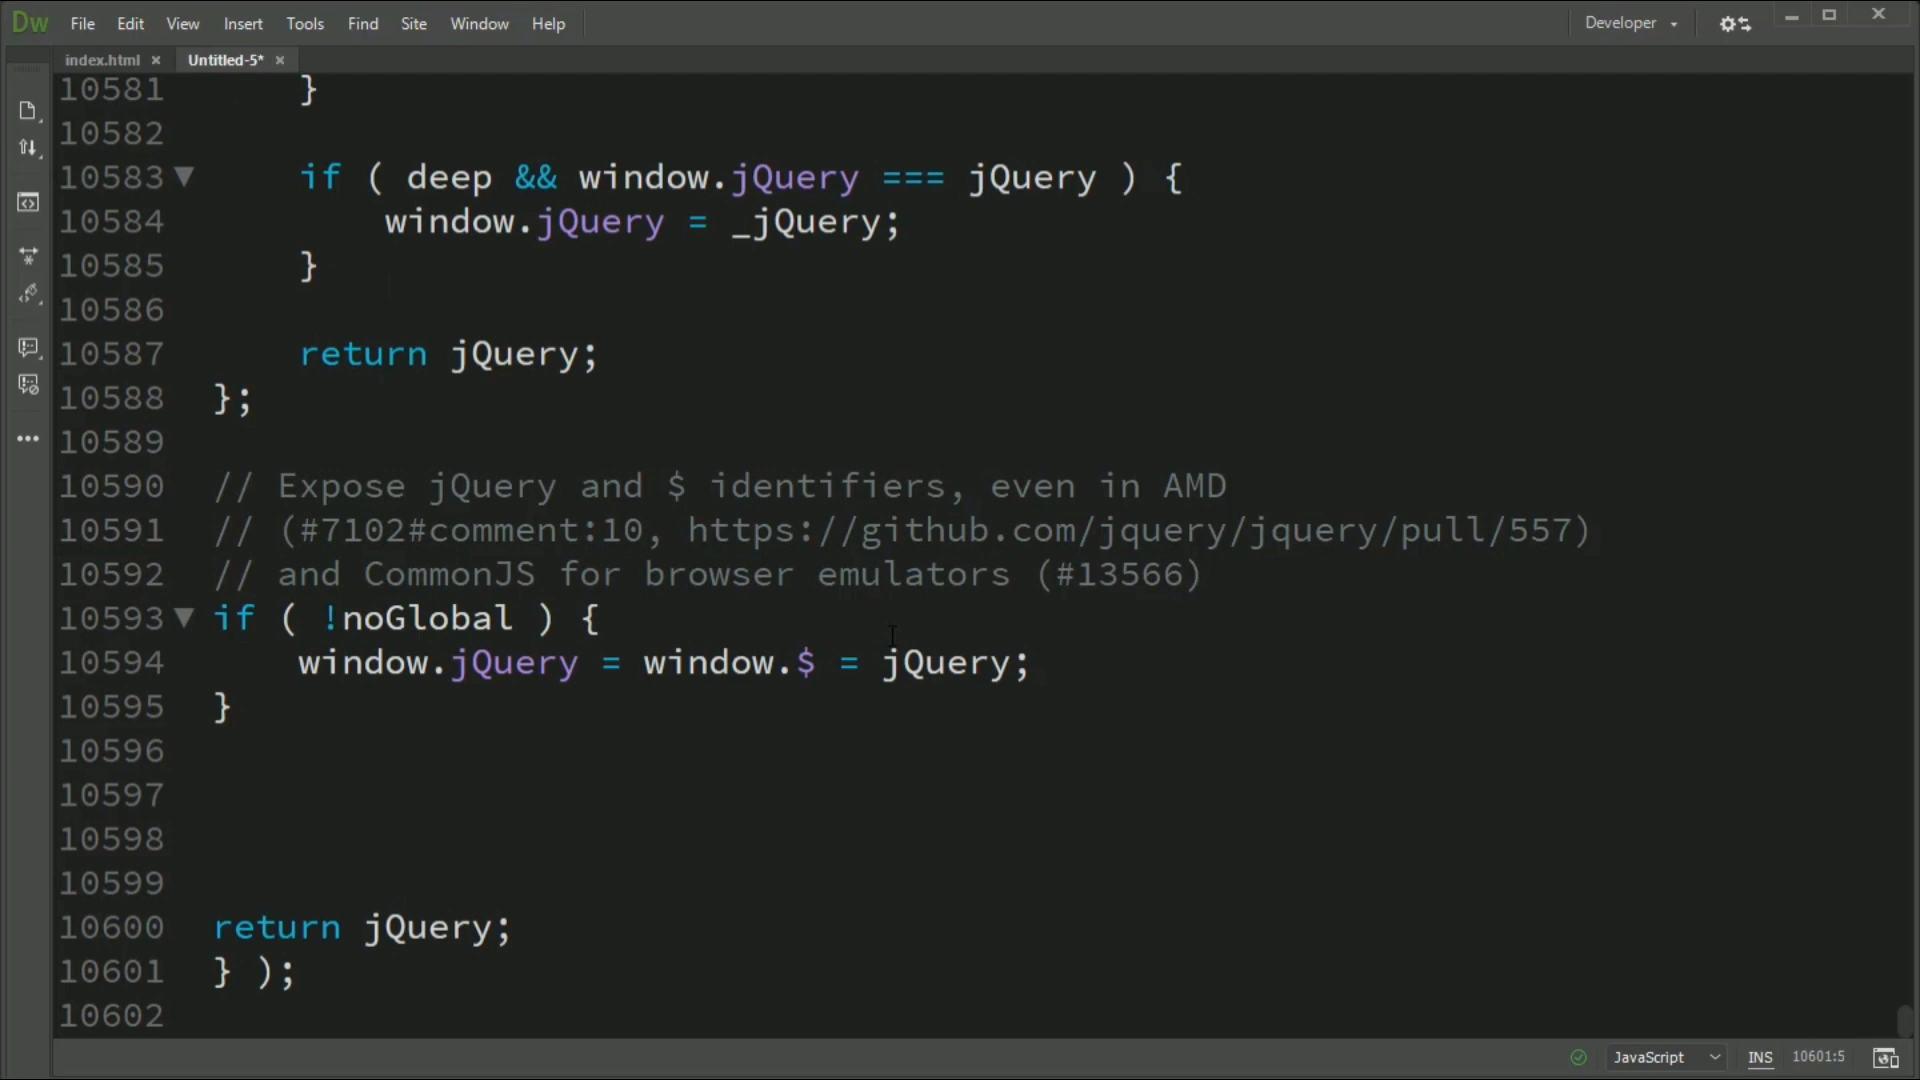 Dw File Edit View Insert Tools Find Site Window Help Developer
index.html × Untitled-5* ×
10581 }
10582
10583 if ( deep && window.jQuery === jQuery ) {
10584 window.jQuery = _jQuery;
10585 }
10586
10587 return jQuery;
10588 };
10589
10590 // Expose jQuery and $ identifiers, even in AMD
10591 // (#7102#comment:10, https://github.com/jquery/jquery/pull/557)
10592 // and CommonJS for browser emulators (#13566)
10593 if ( !noGlobal ) {
10594 window.jQuery = window.$ = jQuery;
10595 }
10596
10597
10598
10599
10600 return jQuery;
10601 } );
10602
JavaScript INS 10601:5